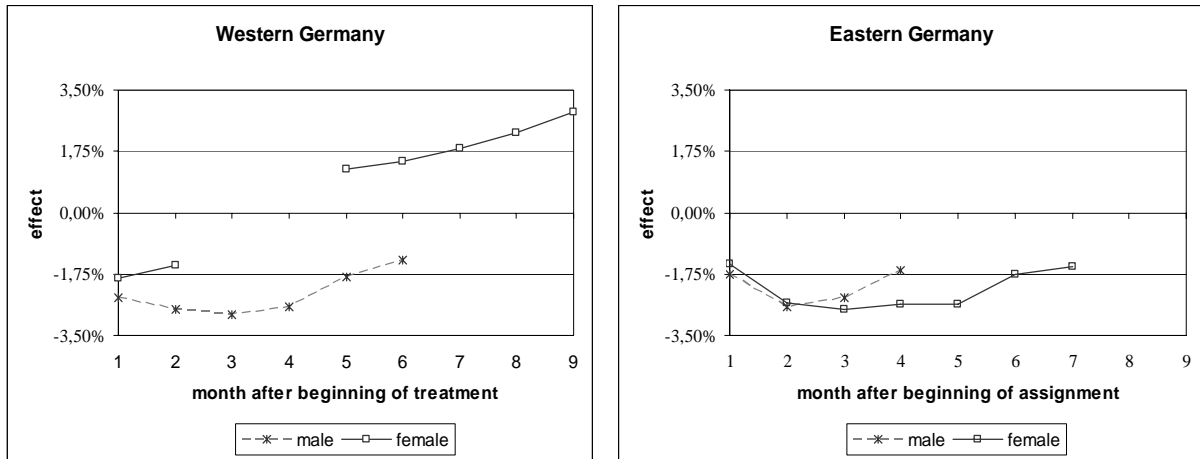 Western Germany
3,50%
1,75%
0,00%
-1,75%
-3,50%
effect
1 2 3 4 5 6 7 8 9
month after beginning of treatment
male female
Eastern Germany
3,50%
1,75%
0,00%
-1,75%
-3,50%
effect
1 2 3 4 5 6 7 8 9
month after beginning of assignment
male female